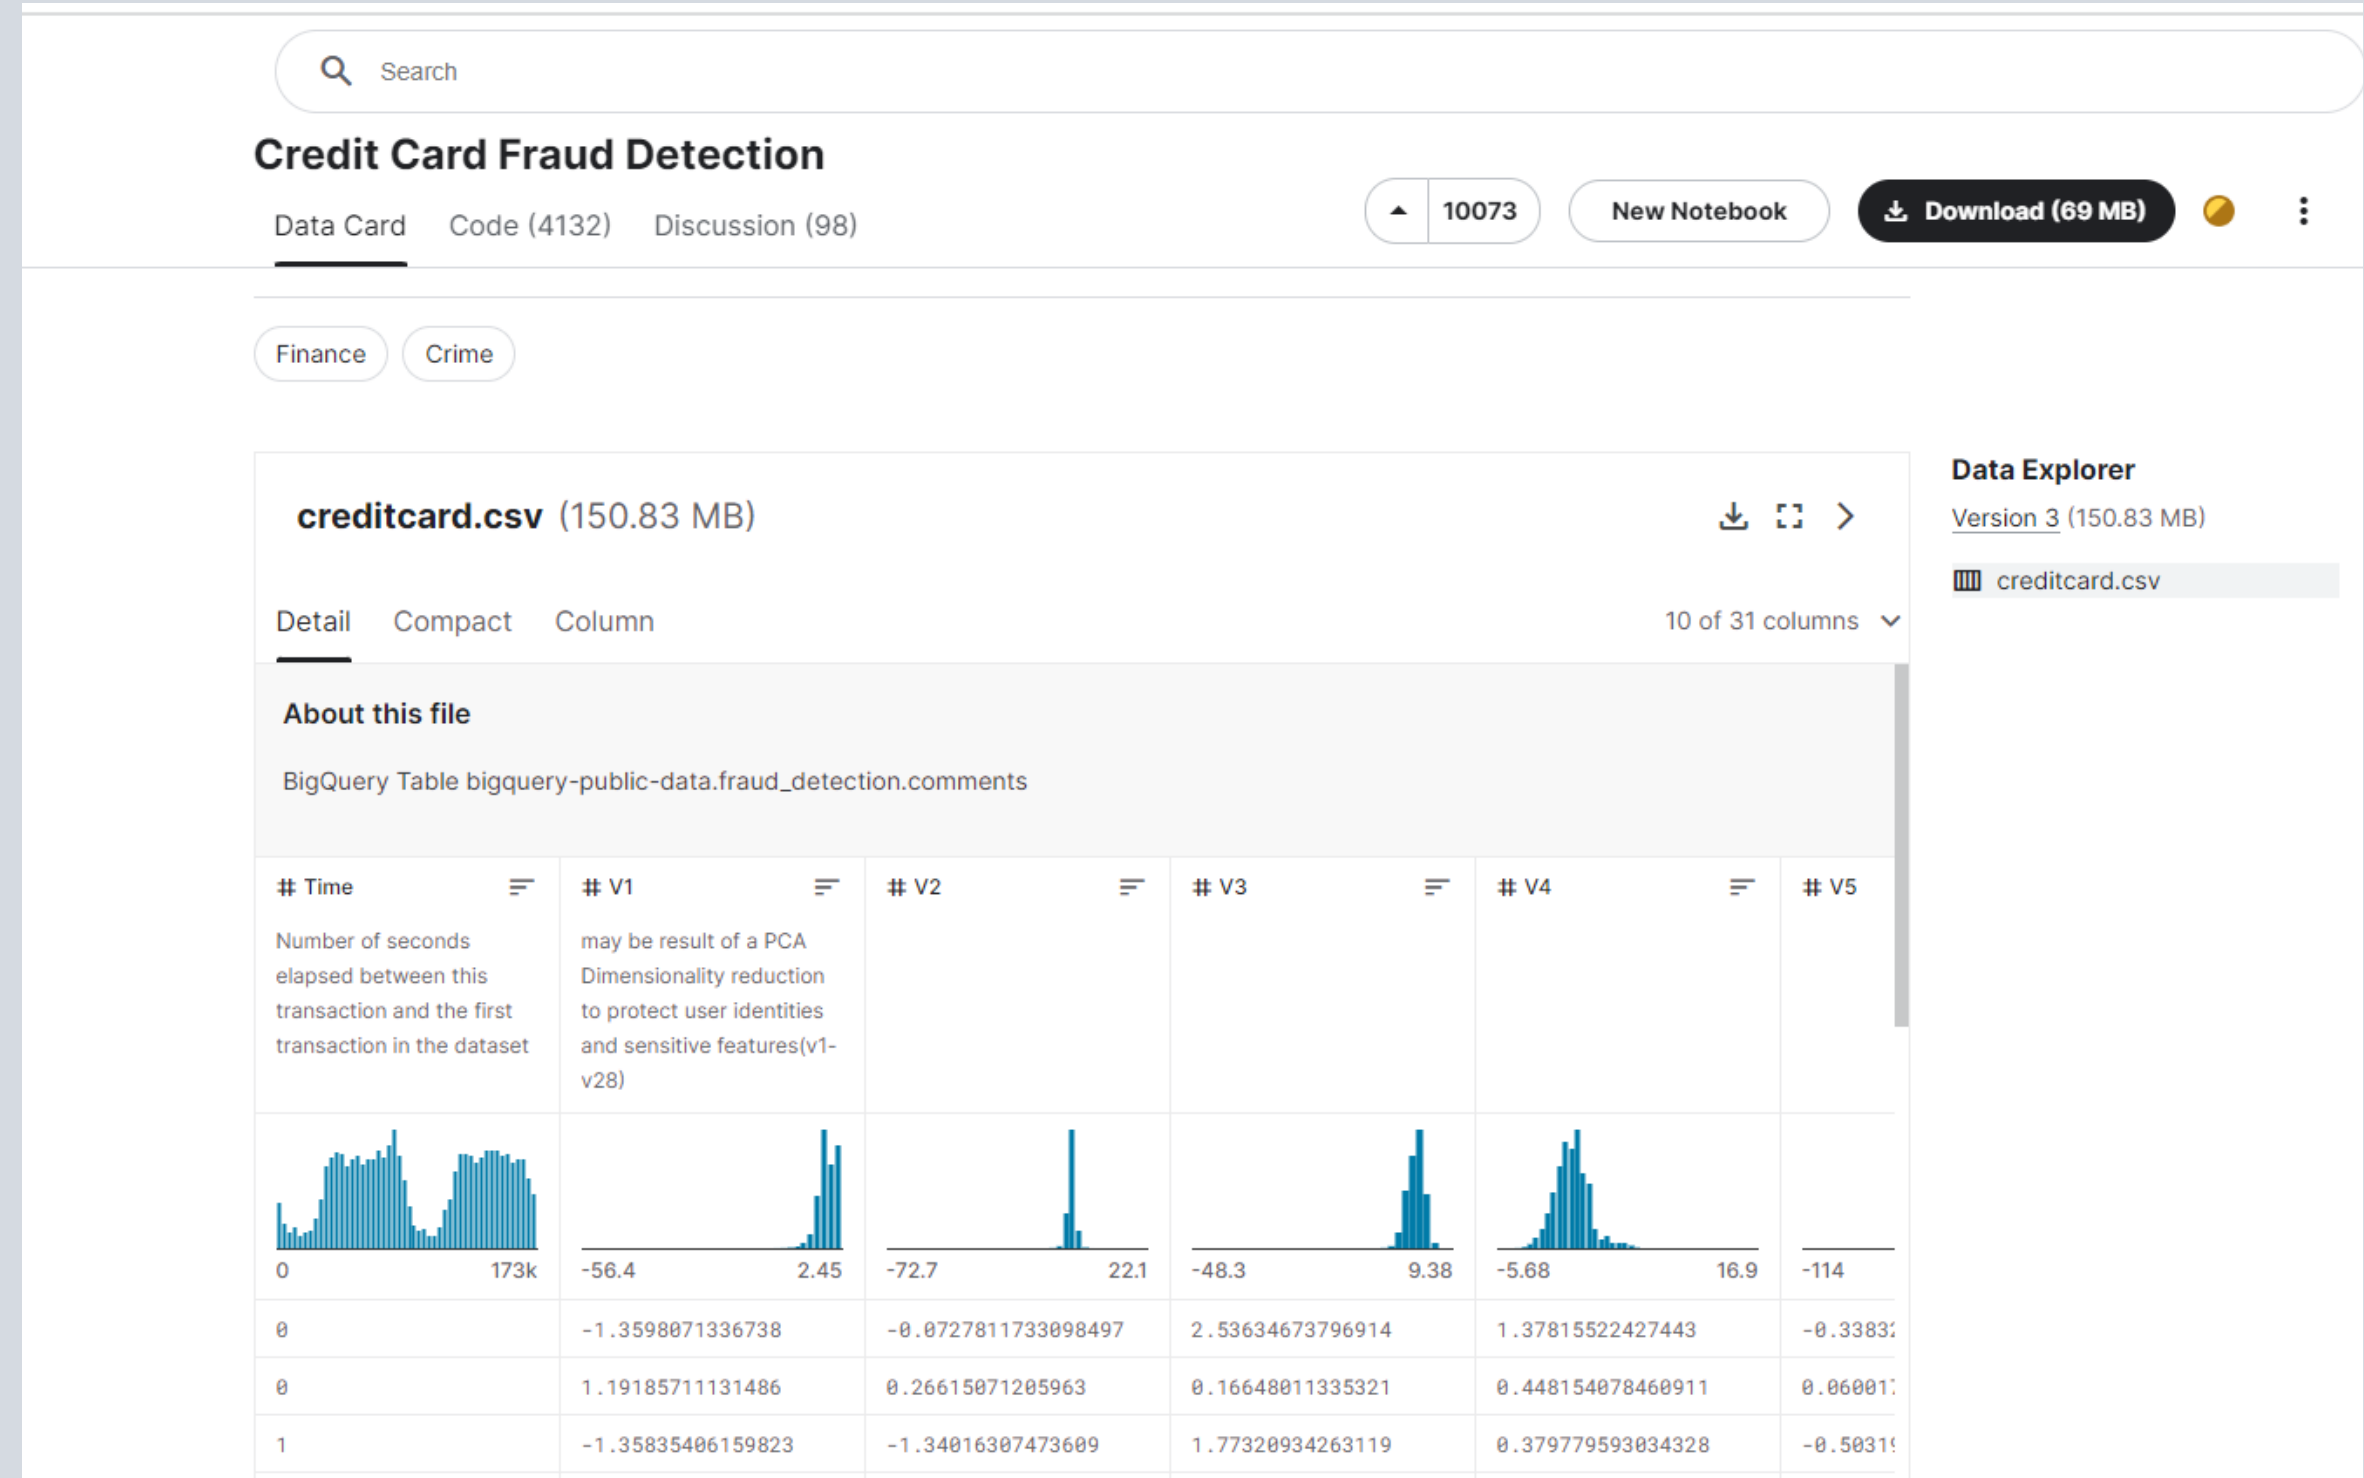 Search
Credit Card Fraud Detection
Data Card Code (4132) Discussion (98)
10073 New Notebook Download (69 MB)
Finance Crime
creditcard.csv (150.83 MB)
Data Explorer
Version 3 (150.83 MB)
creditcard.csv
Detail Compact Column 10 of 31 columns
About this file
BigQuery Table bigquery-public-data.fraud_detection.comments
# Time # V1 # V2 # V3 # V4 # V5
Number of seconds
elapsed between this
transaction and the first
transaction in the dataset
may be result of a PCA
Dimensionality reduction
to protect user identities
and sensitive features(v1-
v28)
0 173k -56.4 2.45 -72.7 22.1 -48.3 9.38 -5.68 16.9 -114
0 -1.3598071336738 -0.0727811733098497 2.53634673796914 1.37815522427443 -0.3383
0 1.19185711131486 0.26615071205963 0.16648011335321 0.448154078460911 0.06001
1 -1.35835406159823 -1.34016307473609 1.77320934263119 0.379779593034328 -0.5031